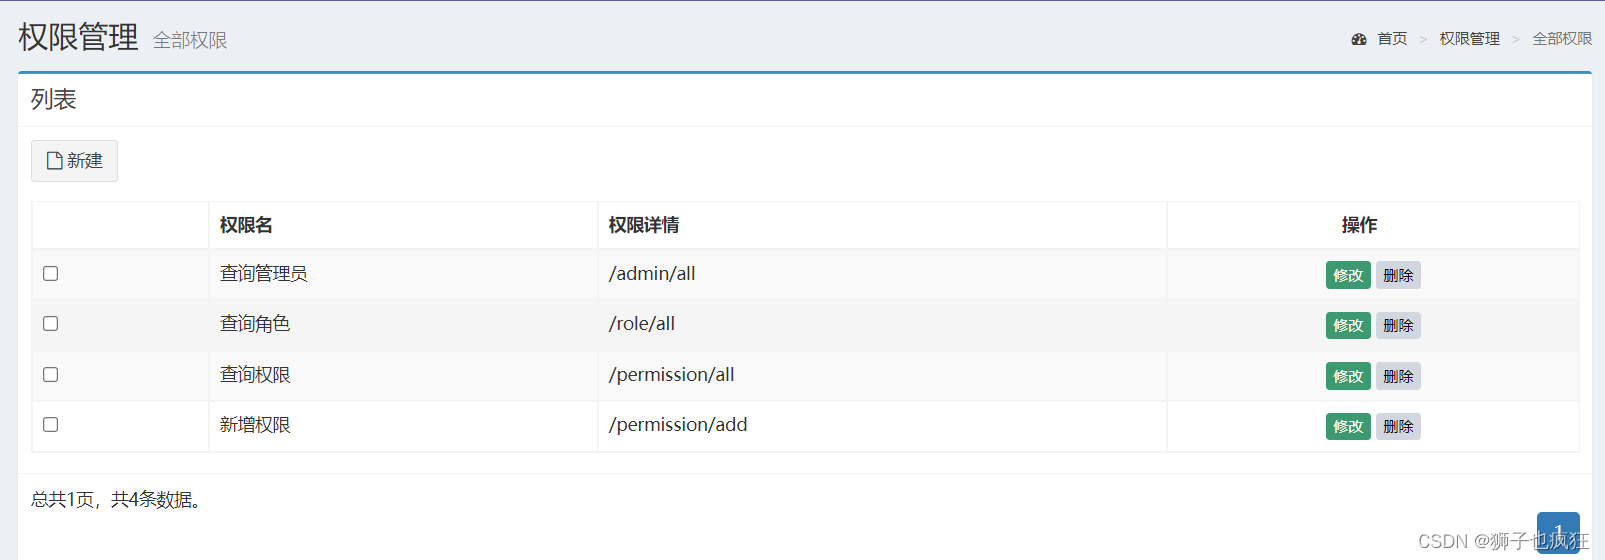 权限管理 全部权限
首页 > 权限管理 > 全部权限
列表
新建
权限名 权限详情 操作
查询管理员 /admin/all 修改 删除
查询角色 /role/all 修改 删除
查询权限 /permission/all 修改 删除
新增权限 /permission/add 修改 删除
总共1页，共4条数据。
1
CSDN @狮子也疯狂